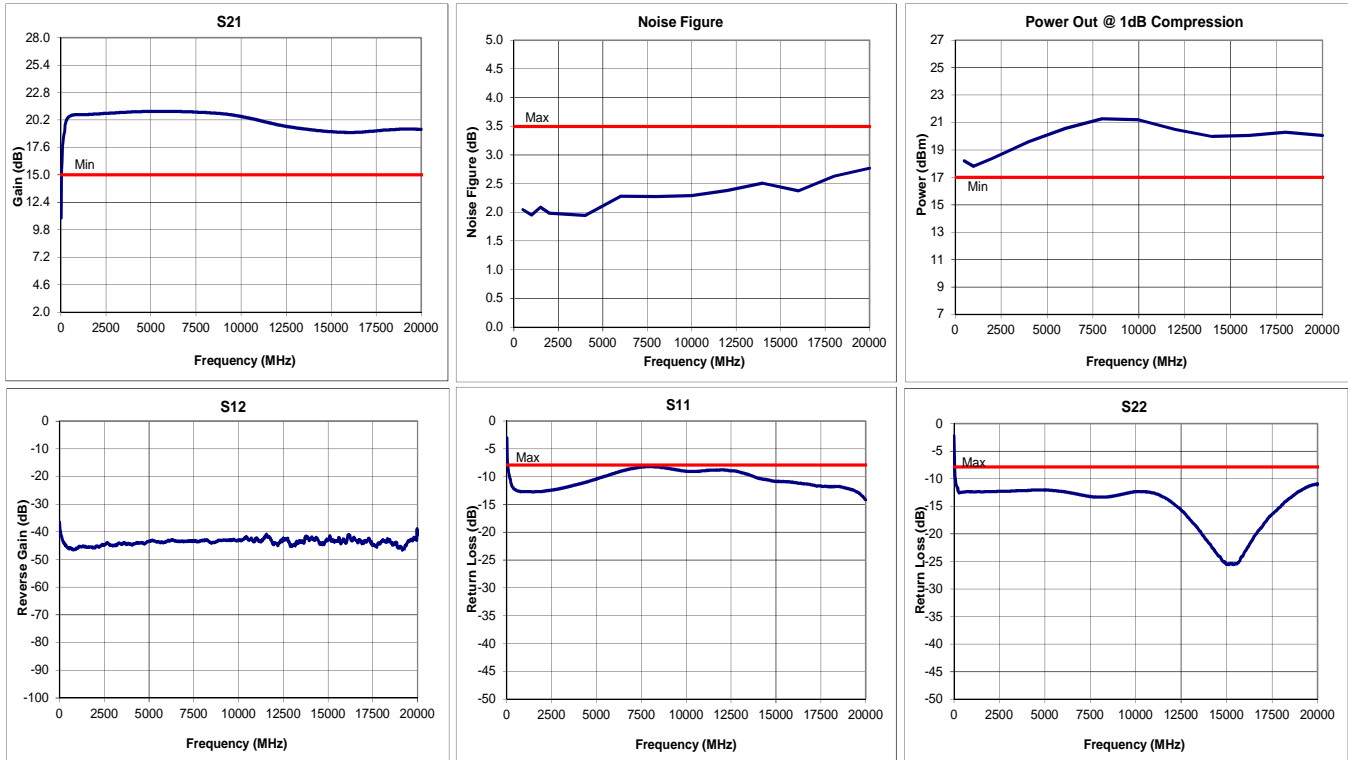 S21
28.0
25.4
22.8
20.2
17.6
15.0
12.4
9.8
7.2
4.6
2.0
Gain (dB)
Min
0 2500 5000 7500 10000 12500 15000 17500 20000
Frequency (MHz)
Noise Figure
5.0
4.5
4.0
3.5
3.0
2.5
2.0
1.5
1.0
0.5
0.0
Noise Figure (dB)
Max
0 2500 5000 7500 10000 12500 15000 17500 20000
Frequency (MHz)
Power Out @ 1dB Compression
27
25
23
21
19
17
15
13
11
9
7
Power (dBm)
Min
0 2500 5000 7500 10000 12500 15000 17500 20000
Frequency (MHz)
S12
0
-10
-20
-30
-40
-50
-60
-70
-80
-90
-100
Reverse Gain (dB)
0 2500 5000 7500 10000 12500 15000 17500 20000
Frequency (MHz)
S11
0
-5
-10
-15
-20
-25
-30
-35
-40
-45
-50
Return Loss (dB)
Max
0 2500 5000 7500 10000 12500 15000 17500 20000
Frequency (MHz)
S22
0
-5
-10
-15
-20
-25
-30
-35
-40
-45
-50
Return Loss (dB)
Max
0 2500 5000 7500 10000 12500 15000 17500 20000
Frequency (MHz)